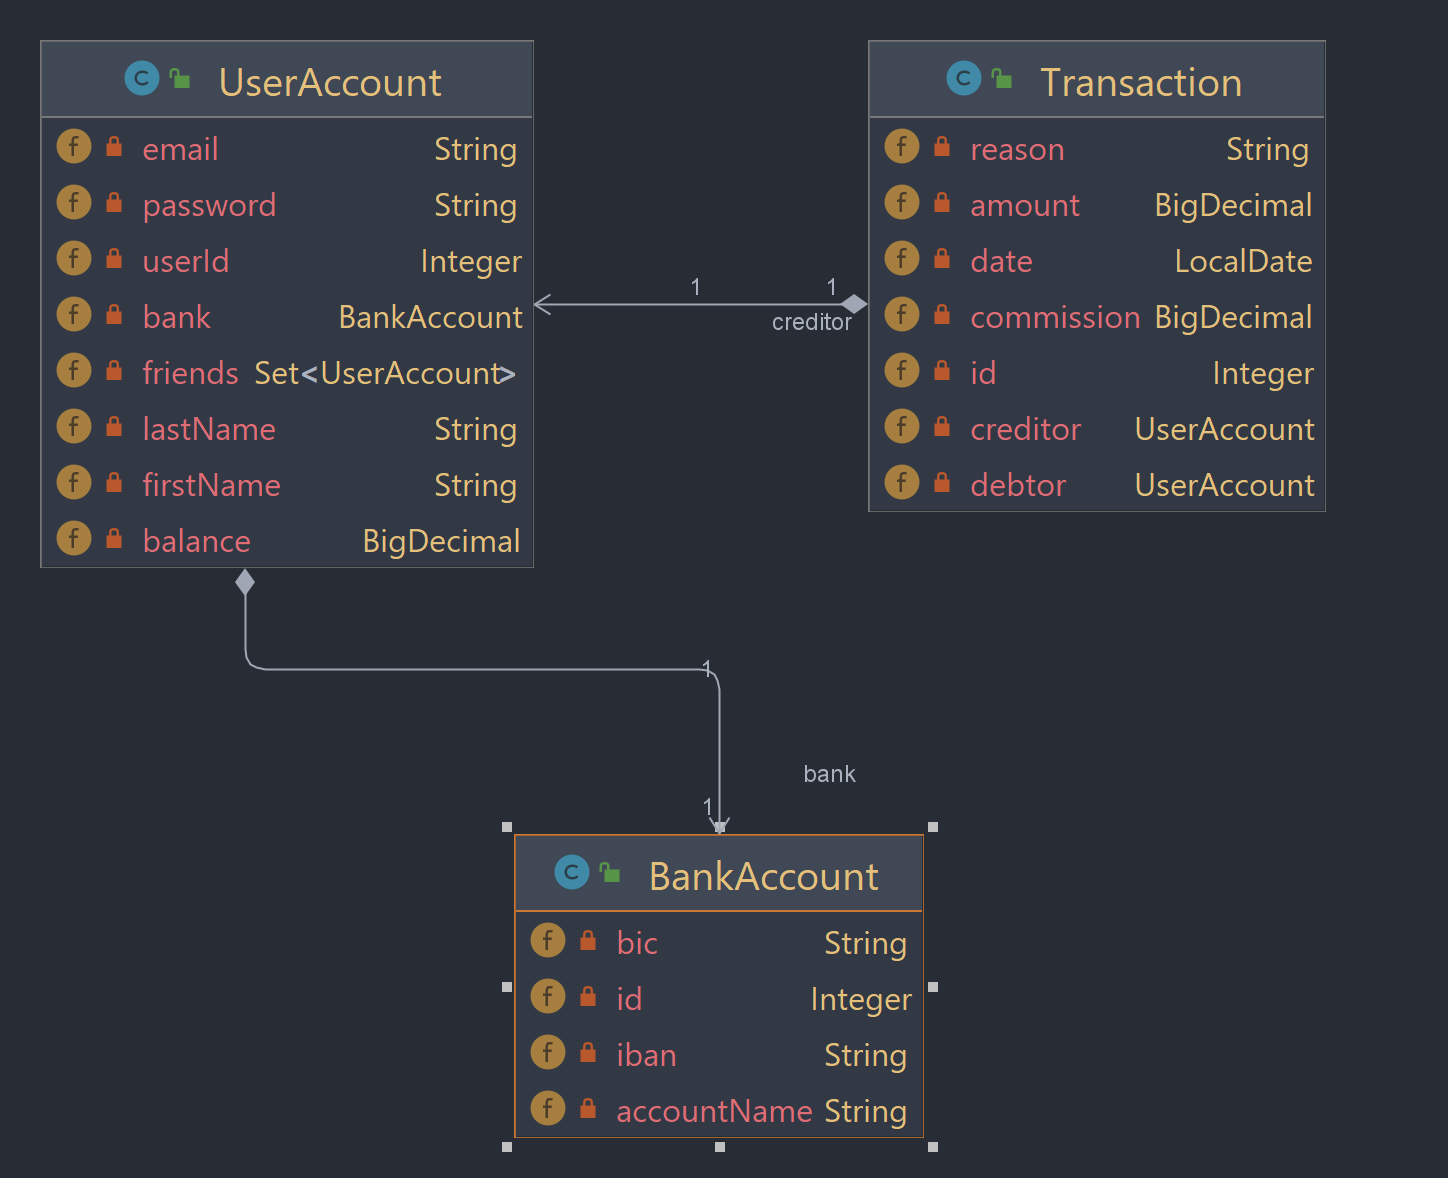 UserAccount
email String
password String
userId Integer
bank BankAccount
friends Set<UserAccount>
lastName String
firstName String
balance BigDecimal
1 1
creditor
Transaction
reason String
amount BigDecimal
date LocalDate
commission BigDecimal
id Integer
creditor UserAccount
debtor UserAccount
1
bank
1
BankAccount
bic String
id Integer
iban String
accountName String